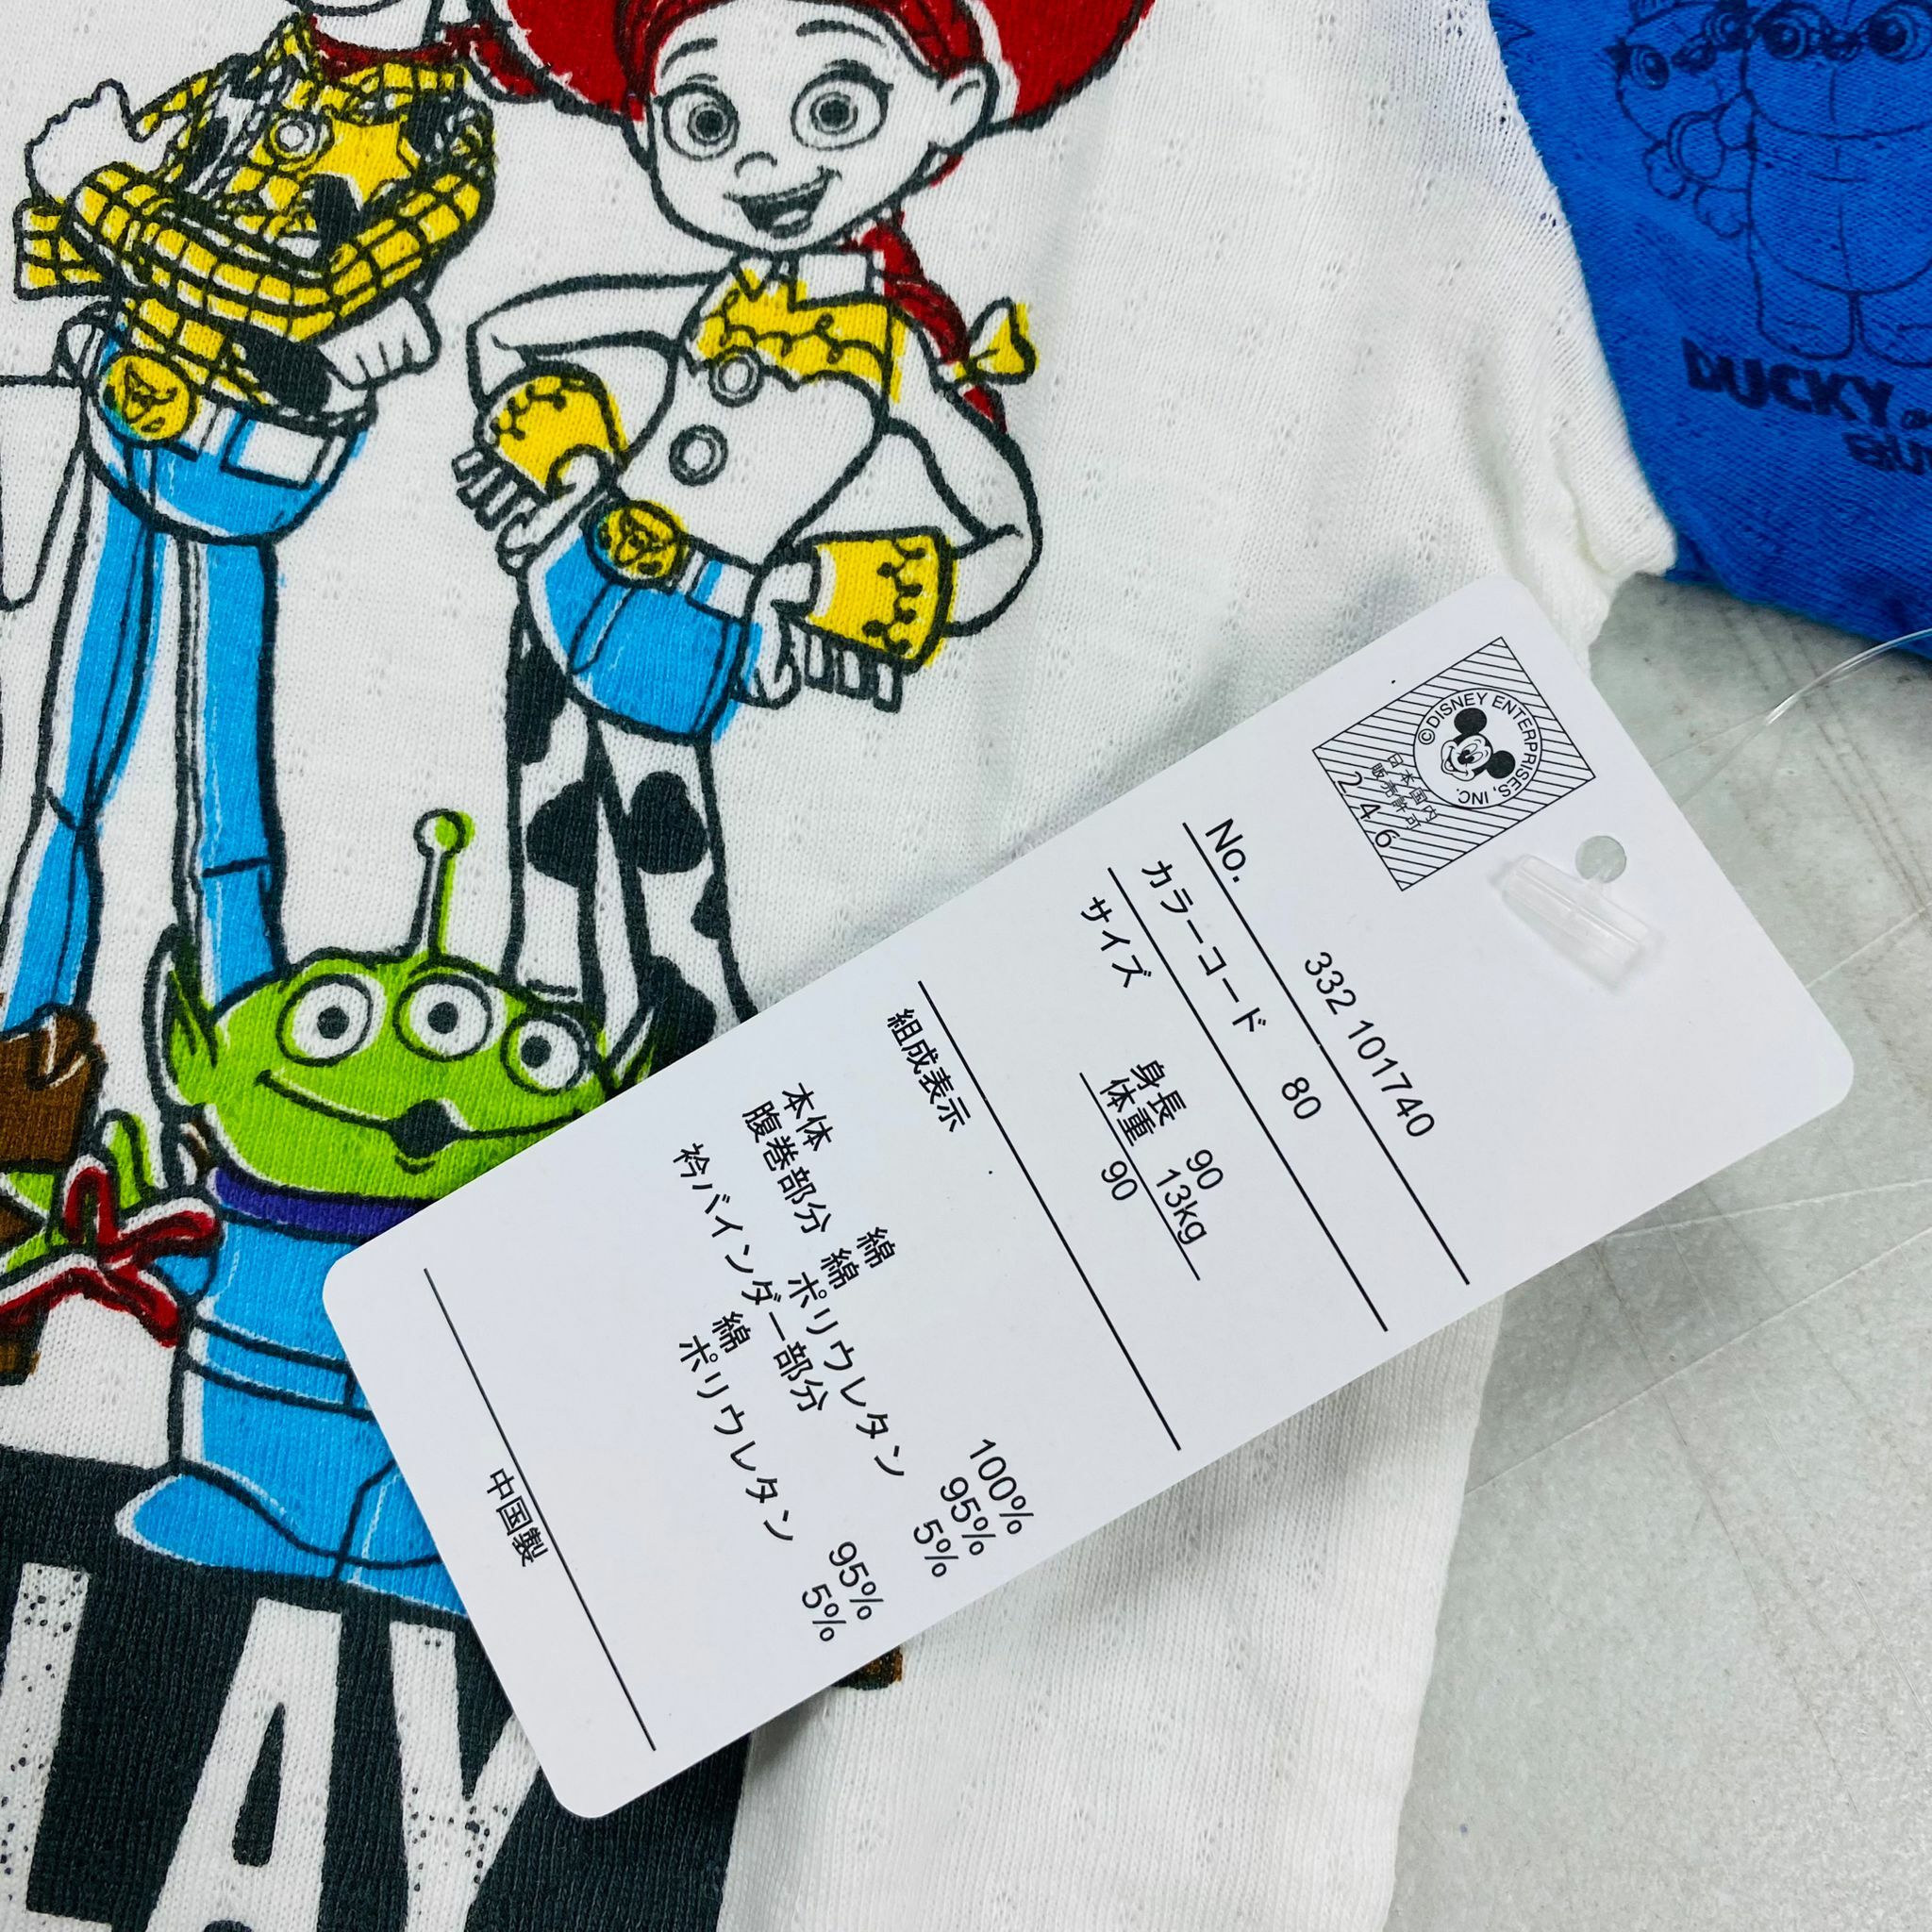 ©DISNEY ENTERPRISES, INC.
日本国内
販売許可
246
No. 332 101740
カラーコード 80
サイズ
身長 90
体重 13kg
90
組成表示
本体 綿 100%
腹巻部分 綿 95%
ポリウレタン 5%
衿バインダー部分
綿 95%
ポリウレタン 5%
中国製
DUCKY
LAY